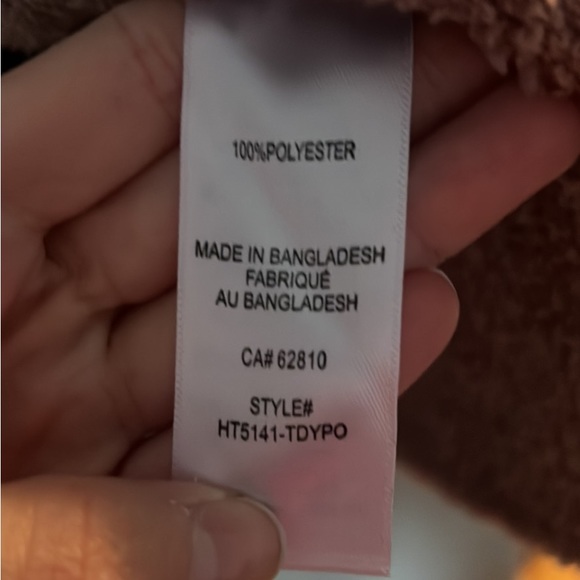 100%POLYESTER
MADE IN BANGLADESH
FABRIQUÉ
AU BANGLADESH
CA# 62810
STYLE#
HT5141-TDYPO